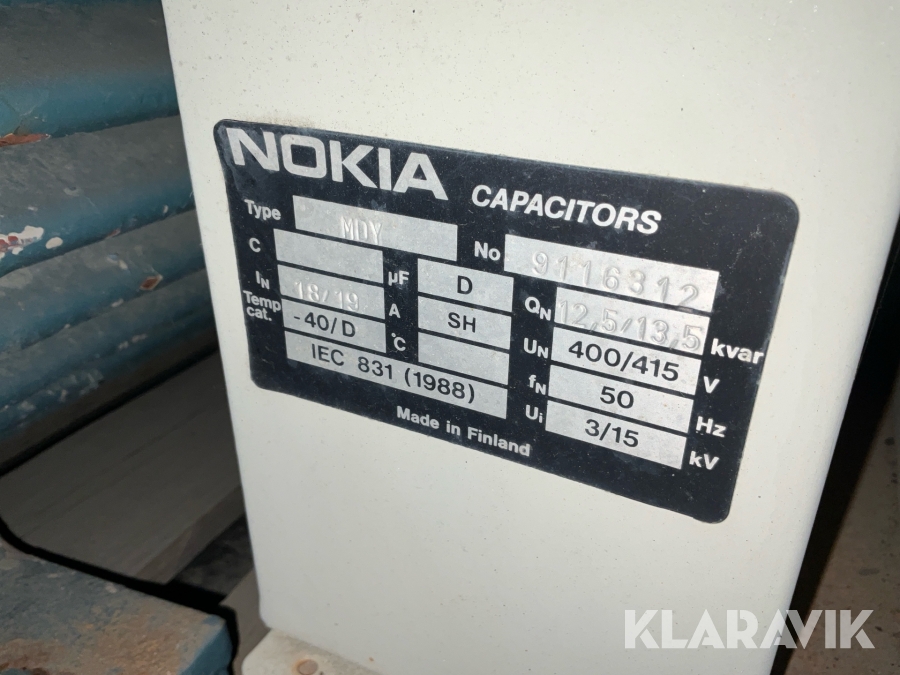 NOKIA CAPACITORS
Type MDY No 9116312
C µF D QN 12,5/13,5 kvar
IN 18/19 A SH UN 400/415 V
Temp cat. -40/D °C fN 50 Hz
IEC 831 (1988) Ui 3/15 kV
Made in Finland
KLARAVIK